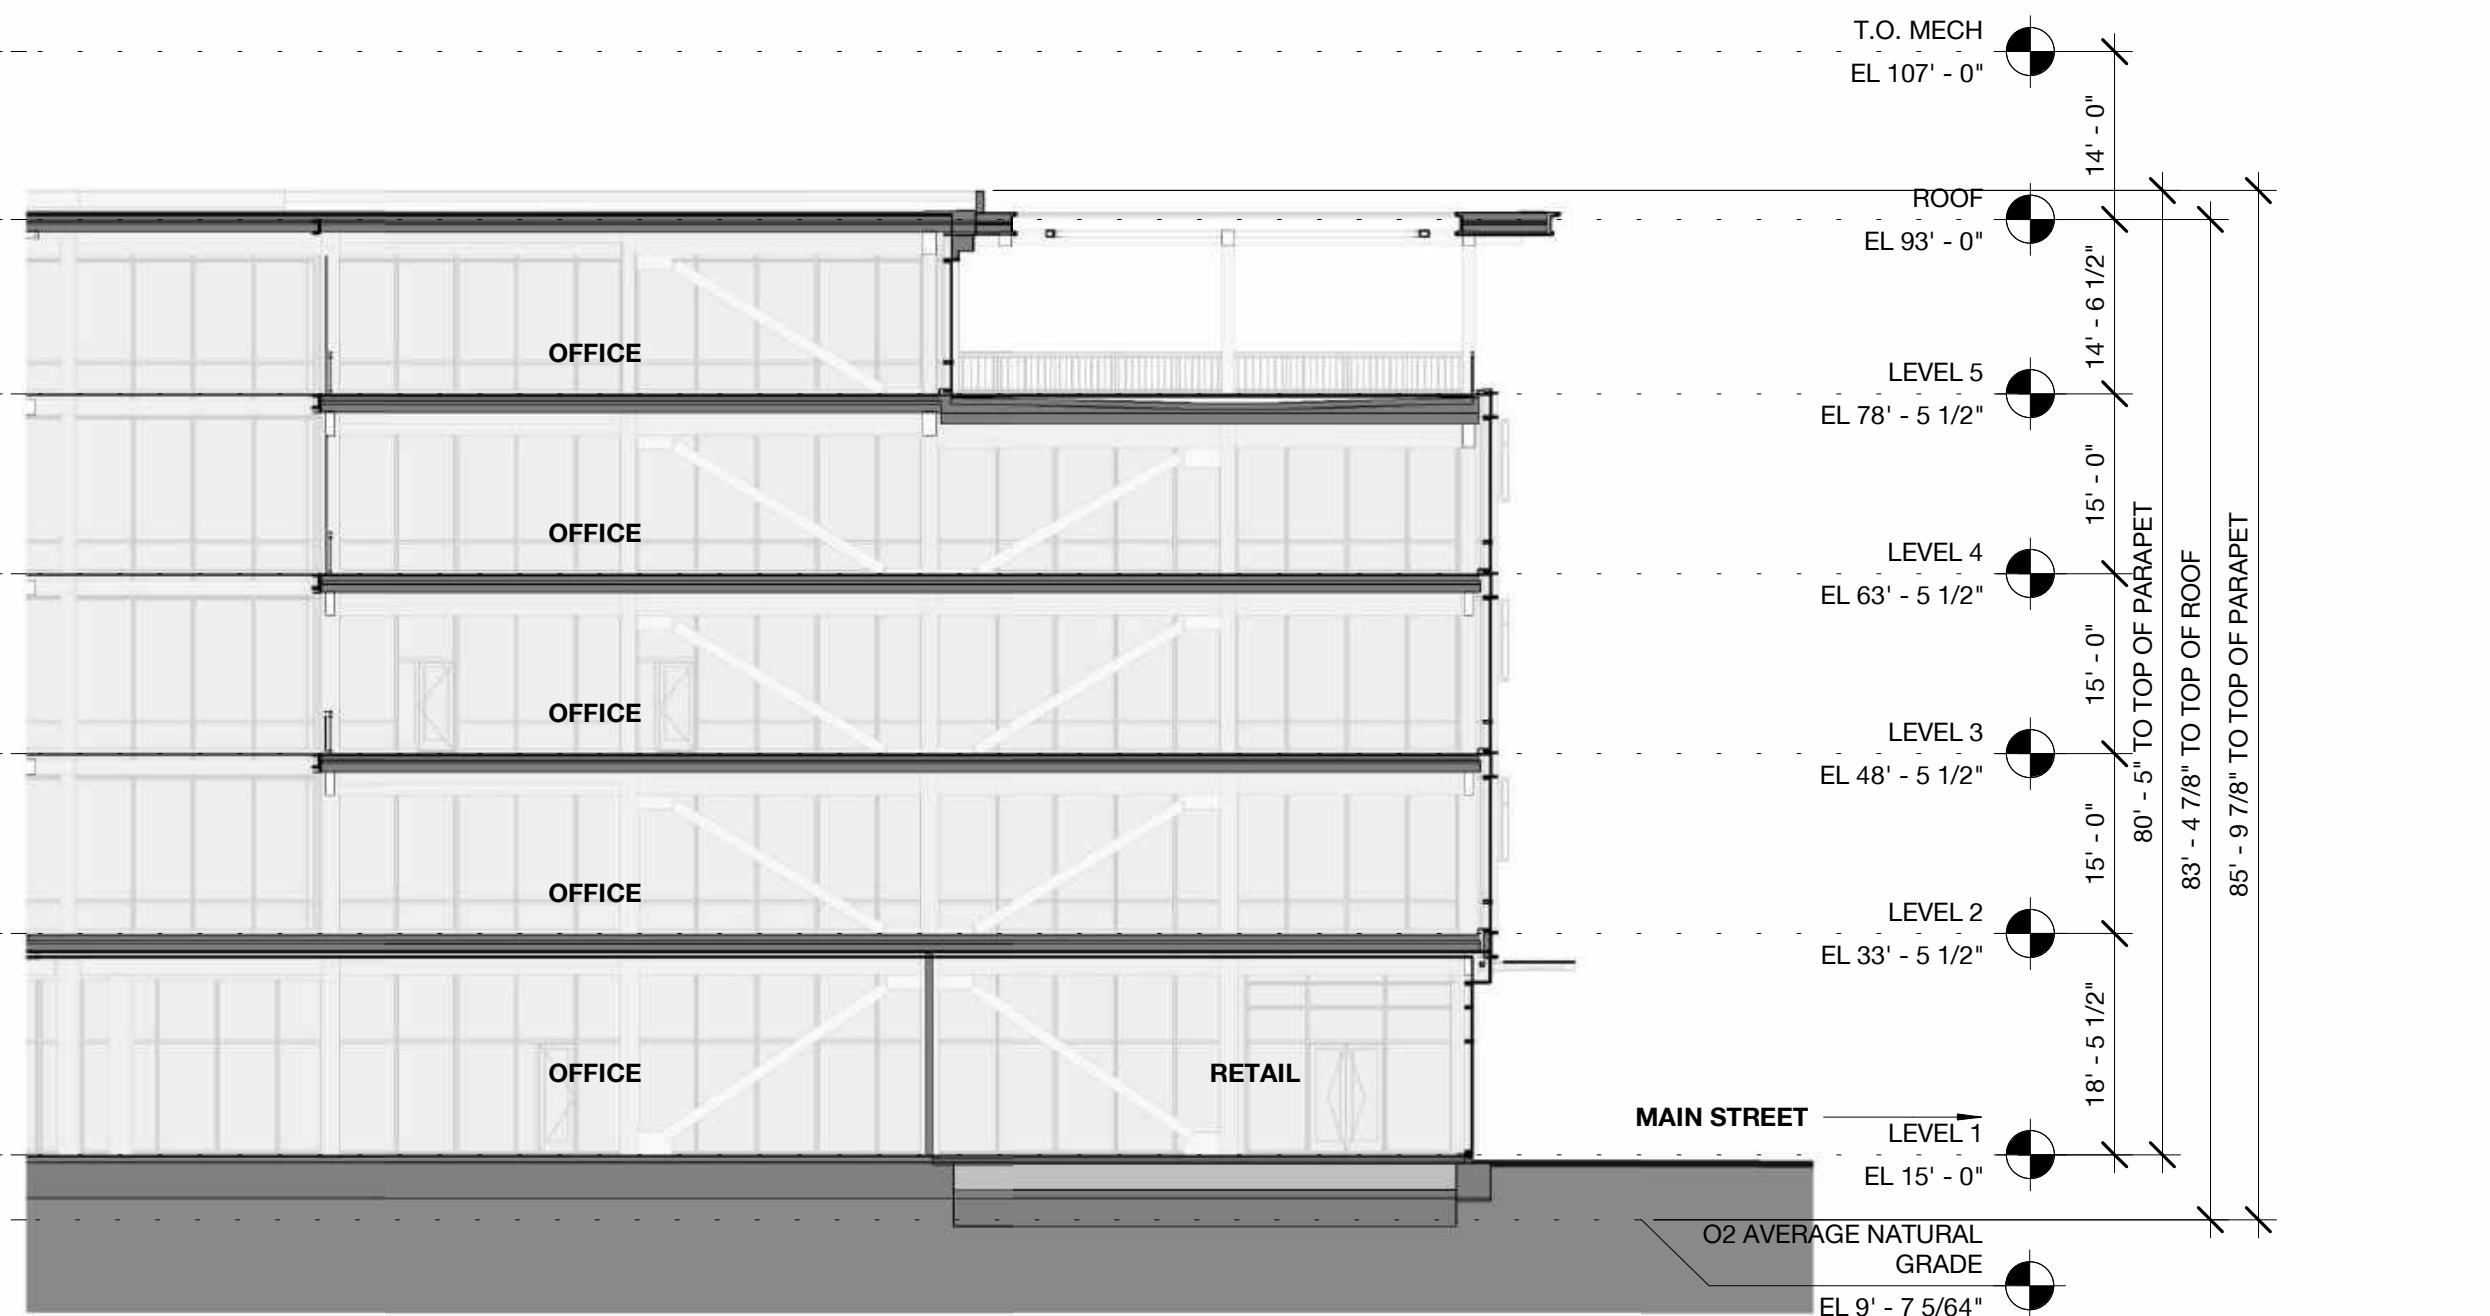 T.O. MECH
EL 107' - 0"
14' - 0"
ROOF
EL 93' - 0"
14' - 6 1/2"
OFFICE
LEVEL 5
EL 78' - 5 1/2"
15' - 0"
OFFICE
LEVEL 4
EL 63' - 5 1/2"
15' - 0"
OFFICE
LEVEL 3
EL 48' - 5 1/2"
15' - 0"
OFFICE
LEVEL 2
EL 33' - 5 1/2"
18' - 5 1/2"
OFFICE
RETAIL
MAIN STREET
LEVEL 1
EL 15' - 0"
80' - 5" TO TOP OF PARAPET
83' - 4 7/8" TO TOP OF ROOF
85' - 9 7/8" TO TOP OF PARAPET
O2 AVERAGE NATURAL
GRADE
EL 9' - 7 5/64"